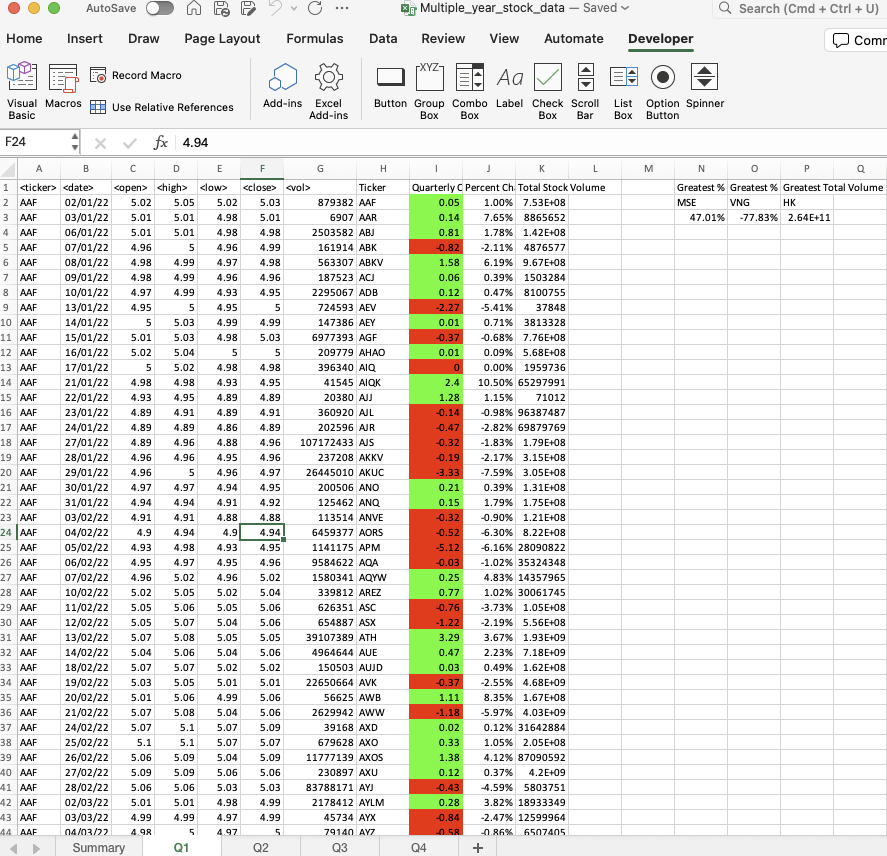 AutoSave Multiple_year_stock_data — Saved Search (Cmd + Ctrl + U)
Home Insert Draw Page Layout Formulas Data Review View Automate Developer
Visual Basic Macros Record Macro Use Relative References Add-ins Excel Add-ins Button Group Box Combo Box Label Check Box Scroll Bar List Box Option Button Spinner
F24 fx 4.94
A B C D E F G H I J K L M N O P Q
1 <ticker> <date> <open> <high> <low> <close> <vol> Ticker Quarterly C Percent Ch Total Stock Volume Greatest % Greatest % Greatest Total Volume
2 AAF 02/01/22 5.02 5.05 5.02 5.03 879382 AAF 0.05 1.00% 7.53E+08 MSE VNG HK
3 AAF 03/01/22 5.01 5.01 4.98 5.01 6907 AAR 0.14 7.65% 8865652 47.01% -77.83% 2.64E+11
4 AAF 06/01/22 5.01 5.01 4.98 4.98 2503582 ABJ 0.81 1.78% 1.42E+08
5 AAF 07/01/22 4.96 5 4.96 4.99 161914 ABK -0.82 -2.11% 4876577
6 AAF 08/01/22 4.98 4.99 4.97 4.98 563307 ABKV 1.58 6.19% 9.67E+08
7 AAF 09/01/22 4.98 4.99 4.96 4.96 187523 ACJ 0.06 0.39% 1503284
8 AAF 10/01/22 4.97 4.99 4.93 4.95 2295067 ADB 0.12 0.47% 8100755
9 AAF 13/01/22 4.95 5 4.95 5 724593 AEV -2.27 -5.41% 37848
10 AAF 14/01/22 5 5.03 4.99 4.99 147386 AEY 0.01 0.71% 3813328
11 AAF 15/01/22 5.01 5.03 4.98 5.03 6977393 AGF -0.37 -0.68% 7.76E+08
12 AAF 16/01/22 5.02 5.04 5 5 209779 AHAO 0.01 0.09% 5.68E+08
13 AAF 17/01/22 5 5.02 4.98 4.98 396340 AIQ 0 0.00% 1959736
14 AAF 21/01/22 4.98 4.98 4.93 4.95 41545 AIQK 2.4 10.50% 65297991
15 AAF 22/01/22 4.93 4.95 4.89 4.89 20380 AJJ 1.28 1.15% 71012
16 AAF 23/01/22 4.89 4.91 4.89 4.91 360920 AJL -0.14 -0.98% 96387487
17 AAF 24/01/22 4.89 4.89 4.86 4.89 202596 AJR -0.47 -2.82% 69879769
18 AAF 27/01/22 4.89 4.96 4.88 4.96 107172433 AJS -0.32 -1.83% 1.79E+08
19 AAF 28/01/22 4.96 4.96 4.95 4.96 237208 AKKV -0.19 -2.17% 3.15E+08
20 AAF 29/01/22 4.96 5 4.96 4.97 26445010 AKUC -3.33 -7.59% 3.05E+08
21 AAF 30/01/22 4.97 4.97 4.94 4.95 200506 ANO 0.21 0.39% 1.31E+08
22 AAF 31/01/22 4.94 4.94 4.91 4.92 125462 ANQ 0.15 1.79% 1.75E+08
23 AAF 03/02/22 4.91 4.91 4.88 4.88 113514 ANVE -0.32 -0.90% 1.21E+08
24 AAF 04/02/22 4.9 4.94 4.9 4.94 6459377 AORS -0.52 -6.30% 8.22E+08
25 AAF 05/02/22 4.93 4.98 4.93 4.95 1141175 APM -5.12 -6.16% 28090822
26 AAF 06/02/22 4.95 4.97 4.95 4.96 9584622 AQA -0.03 -1.02% 35324348
27 AAF 07/02/22 4.96 5.02 4.96 5.02 1580341 AQYW 0.25 4.83% 14357965
28 AAF 10/02/22 5.02 5.05 5.02 5.04 339812 AREZ 0.77 1.02% 30061745
29 AAF 11/02/22 5.05 5.06 5.05 5.06 626351 ASC -0.76 -3.73% 1.05E+08
30 AAF 12/02/22 5.05 5.07 5.04 5.06 654887 ASX -1.22 -2.19% 5.56E+08
31 AAF 13/02/22 5.07 5.08 5.05 5.05 39107389 ATH 3.29 3.67% 1.93E+09
32 AAF 14/02/22 5.04 5.06 5.04 5.06 4964644 AUE 0.47 2.23% 7.18E+09
33 AAF 18/02/22 5.07 5.07 5.02 5.02 150503 AUJD 0.03 0.49% 1.62E+08
34 AAF 19/02/22 5.03 5.05 5.01 5.01 22650664 AVK -0.37 -2.55% 4.68E+09
35 AAF 20/02/22 5.01 5.06 4.99 5.06 56625 AWB 1.11 8.35% 1.67E+08
36 AAF 21/02/22 5.07 5.08 5.04 5.06 2629942 AWW -1.18 -5.97% 4.03E+09
37 AAF 24/02/22 5.07 5.1 5.07 5.09 39168 AXD 0.02 0.12% 31642884
38 AAF 25/02/22 5.1 5.1 5.07 5.07 679628 AXO 0.33 1.05% 2.05E+08
39 AAF 26/02/22 5.06 5.09 5.04 5.09 11777139 AXOS 1.38 4.12% 87090592
40 AAF 27/02/22 5.09 5.09 5.06 5.06 230897 AXU 0.12 0.37% 4.2E+09
41 AAF 28/02/22 5.06 5.06 5.03 5.03 83788171 AYJ -0.43 -4.59% 5803751
42 AAF 02/03/22 5.01 5.01 4.98 4.99 2178412 AYLM 0.28 3.82% 18933349
43 AAF 03/03/22 4.99 4.99 4.97 4.99 45734 AYX -0.84 -2.47% 12599964
44 AAF 04/03/22 4.98 5 4.97 5 79140 AYZ -0.58 -0.86% 6507405
Summary Q1 Q2 Q3 Q4 +